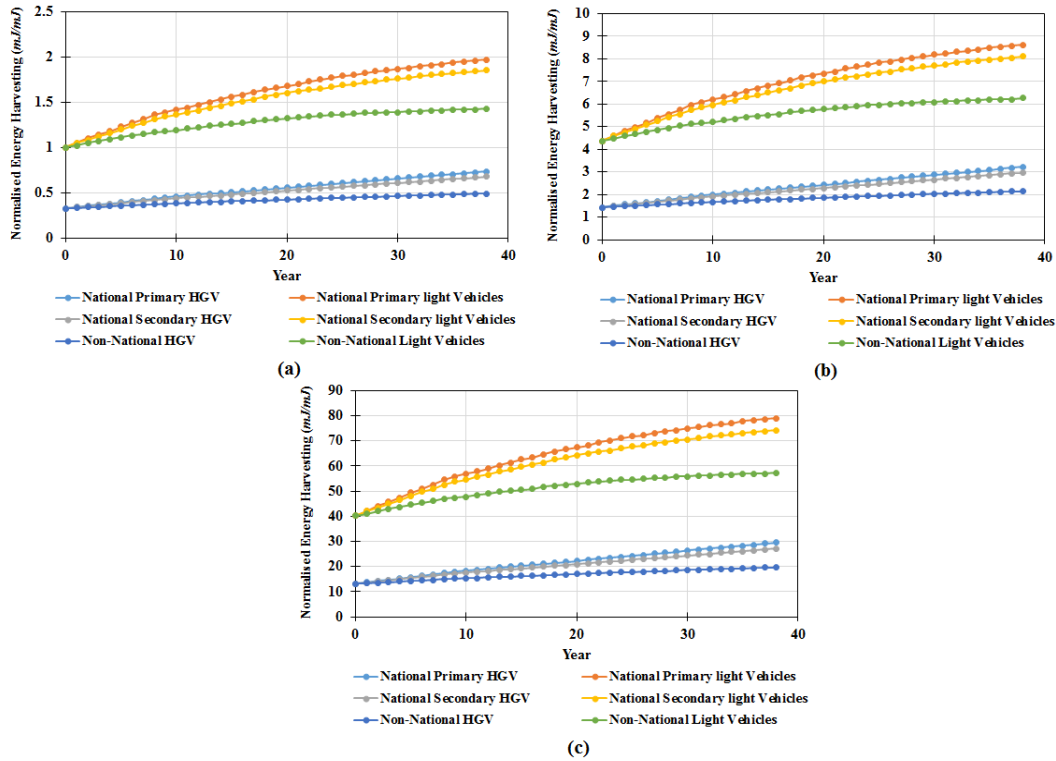 Normalised Energy Harvesting (mJ/mJ)
2.5
2
1.5
1
0.5
0
0 10 20 30 40
Year
National Primary HGV National Primary light Vehicles
National Secondary HGV National Secondary light Vehicles
Non-National HGV Non-National Light Vehicles
(a)
Normalised Energy Harvesting (mJ/mJ)
10
9
8
7
6
5
4
3
2
1
0
0 10 20 30 40
Year
National Primary HGV National Primary light Vehicles
National Secondary HGV National Secondary light Vehicles
Non-National HGV Non-National Light Vehicles
(b)
Normalised Energy Harvesting (mJ/mJ)
90
80
70
60
50
40
30
20
10
0
0 10 20 30 40
Year
National Primary HGV National Primary light Vehicles
National Secondary HGV National Secondary light Vehicles
Non-National HGV Non-National Light Vehicles
(c)